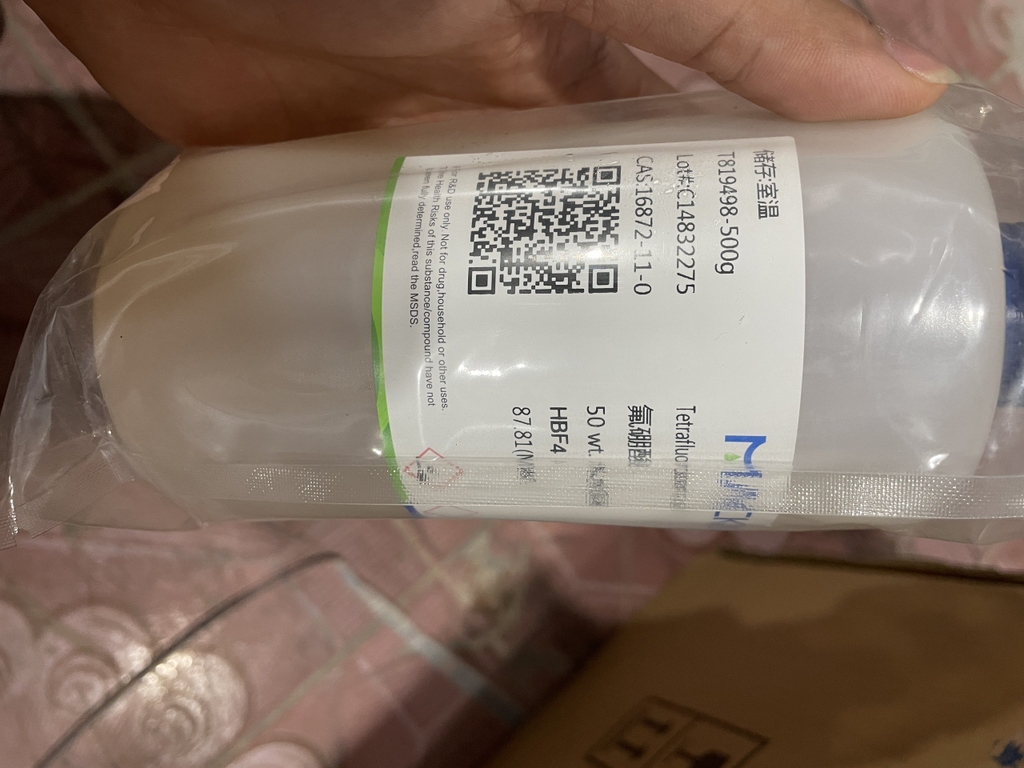 储存:室温
T819498-500g
Lot#:C14832275
CAS:16872-11-0
For R&D use only. Not for drug,household or other uses.
The Health Risks of this substance/compound have not
been fully determined,read the MSDS.
氟硼酸
50 wt.
HBF4
87.81